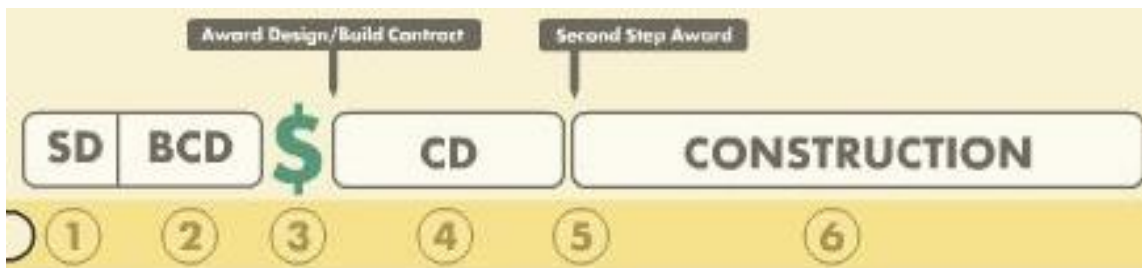 Award Design/Build Contract Second Step Award
SD BCD $ CD CONSTRUCTION
1 2 3 4 5 6